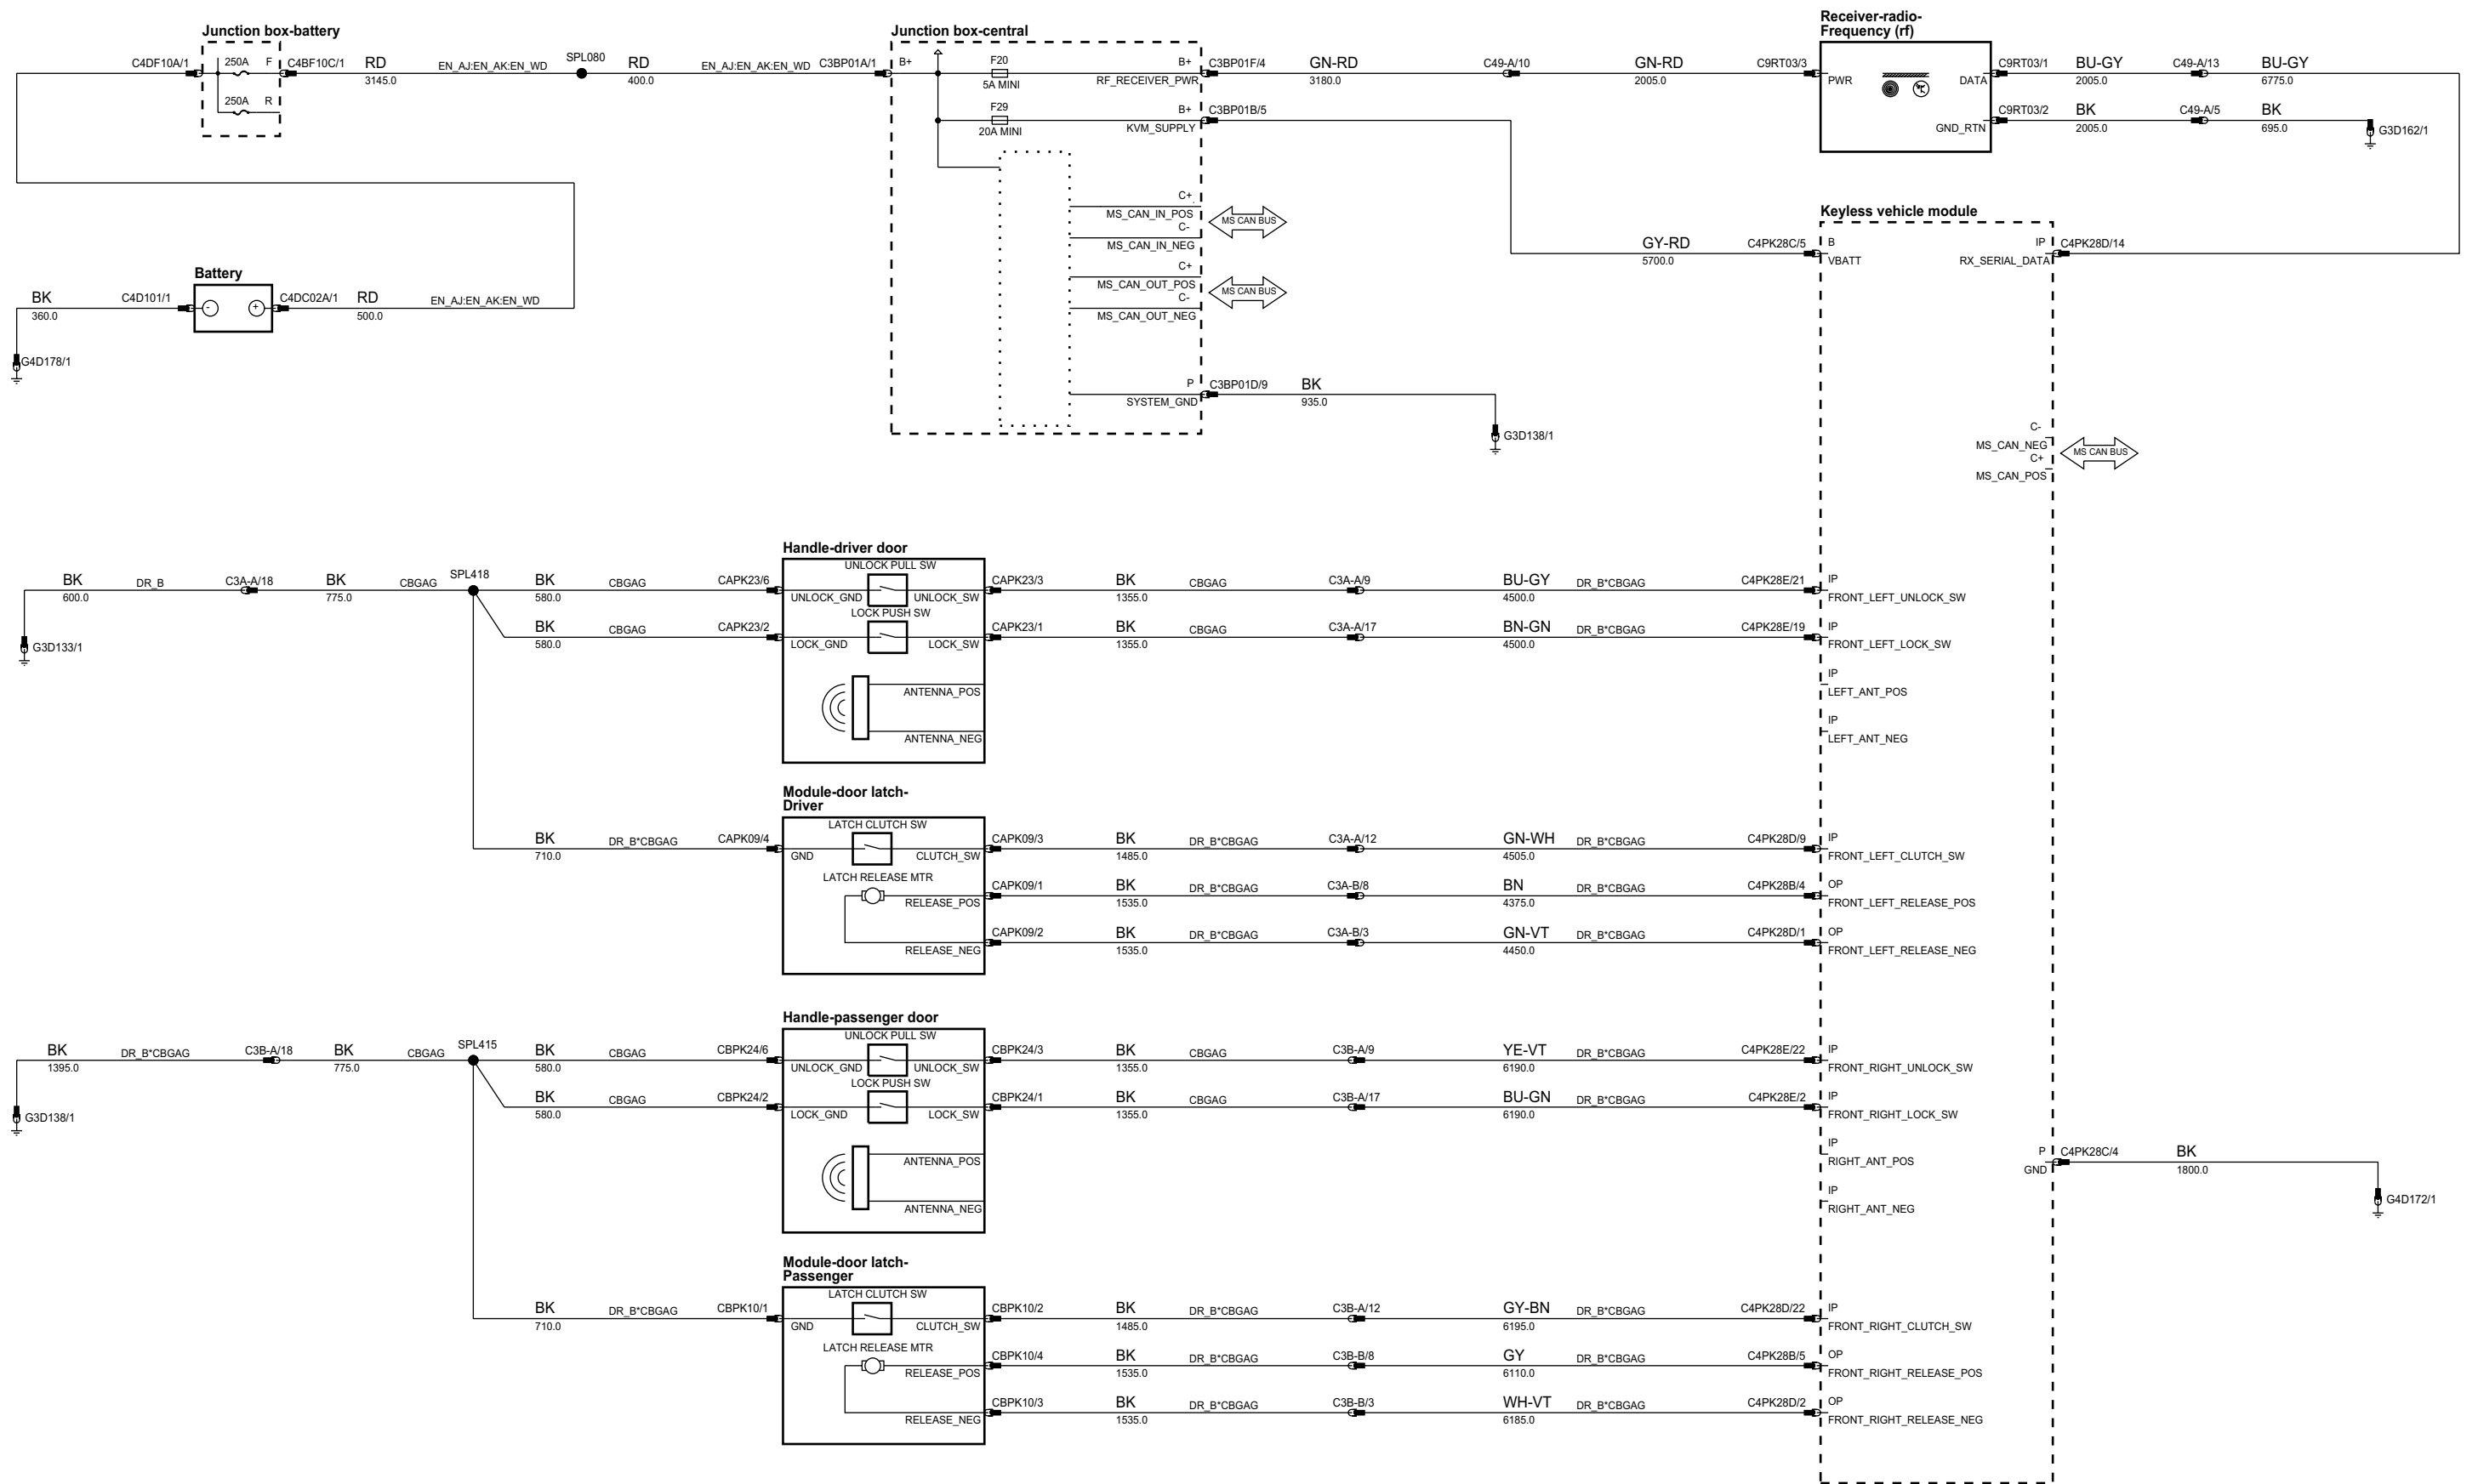 Junction box-battery
C4DF10A/1
250A F
250A R
C4BF10C/1
RD
3145.0
EN_AJ:EN_AK:EN_WD
SPL080
RD
400.0
EN_AJ:EN_AK:EN_WD
C3BP01A/1
Junction box-central
B+
F20
5A MINI
B+
RF_RECEIVER_PWR
F29
20A MINI
B+
KVM_SUPPLY
C+
MS_CAN_IN_POS
C-
MS_CAN_IN_NEG
C+
MS_CAN_OUT_POS
C-
MS_CAN_OUT_NEG
P
SYSTEM_GND
MS CAN BUS
MS CAN BUS
C3BP01F/4
GN-RD
3180.0
C49-A/10
GN-RD
2005.0
C9RT03/3
C3BP01B/5
GY-RD
5700.0
C4PK28C/5
C3BP01D/9
BK
935.0
G3D138/1
Receiver-radio-
Frequency (rf)
PWR
DATA
GND_RTN
C9RT03/1
BU-GY
2005.0
C49-A/13
BU-GY
6775.0
C9RT03/2
BK
2005.0
C49-A/5
BK
695.0
G3D162/1
Battery
BK
360.0
C4D101/1
- +
C4DC02A/1
RD
500.0
EN_AJ:EN_AK:EN_WD
G4D178/1
Keyless vehicle module
B
VBATT
IP
RX_SERIAL_DATA
C4PK28D/14
C-
MS_CAN_NEG
C+
MS_CAN_POS
MS CAN BUS
Handle-driver door
BK
600.0
DR_B
C3A-A/18
BK
775.0
CBGAG
SPL418
G3D133/1
BK
580.0
CBGAG
CAPK23/6
UNLOCK PULL SW
UNLOCK_GND
UNLOCK_SW
CAPK23/3
BK
1355.0
CBGAG
C3A-A/9
BU-GY
4500.0
DR_B*CBGAG
C4PK28E/21
IP
FRONT_LEFT_UNLOCK_SW
BK
580.0
CBGAG
CAPK23/2
LOCK PUSH SW
LOCK_GND
LOCK_SW
CAPK23/1
BK
1355.0
CBGAG
C3A-A/17
BN-GN
4500.0
DR_B*CBGAG
C4PK28E/19
IP
FRONT_LEFT_LOCK_SW
ANTENNA_POS
IP
LEFT_ANT_POS
ANTENNA_NEG
IP
LEFT_ANT_NEG
Module-door latch-
Driver
BK
710.0
DR_B*CBGAG
CAPK09/4
LATCH CLUTCH SW
GND
CLUTCH_SW
CAPK09/3
BK
1485.0
DR_B*CBGAG
C3A-A/12
GN-WH
4505.0
DR_B*CBGAG
C4PK28D/9
IP
FRONT_LEFT_CLUTCH_SW
LATCH RELEASE MTR
RELEASE_POS
CAPK09/1
BK
1535.0
DR_B*CBGAG
C3A-B/8
BN
4375.0
DR_B*CBGAG
C4PK28B/4
OP
FRONT_LEFT_RELEASE_POS
RELEASE_NEG
CAPK09/2
BK
1535.0
DR_B*CBGAG
C3A-B/3
GN-VT
4450.0
DR_B*CBGAG
C4PK28D/1
OP
FRONT_LEFT_RELEASE_NEG
Handle-passenger door
BK
1395.0
DR_B*CBGAG
C3B-A/18
BK
775.0
CBGAG
SPL415
G3D138/1
BK
580.0
CBGAG
CBPK24/6
UNLOCK PULL SW
UNLOCK_GND
UNLOCK_SW
CBPK24/3
BK
1355.0
CBGAG
C3B-A/9
YE-VT
6190.0
DR_B*CBGAG
C4PK28E/22
IP
FRONT_RIGHT_UNLOCK_SW
BK
580.0
CBGAG
CBPK24/2
LOCK PUSH SW
LOCK_GND
LOCK_SW
CBPK24/1
BK
1355.0
CBGAG
C3B-A/17
BU-GN
6190.0
DR_B*CBGAG
C4PK28E/2
IP
FRONT_RIGHT_LOCK_SW
ANTENNA_POS
IP
RIGHT_ANT_POS
ANTENNA_NEG
IP
RIGHT_ANT_NEG
P
GND
C4PK28C/4
BK
1800.0
G4D172/1
Module-door latch-
Passenger
BK
710.0
DR_B*CBGAG
CBPK10/1
LATCH CLUTCH SW
GND
CLUTCH_SW
CBPK10/2
BK
1485.0
DR_B*CBGAG
C3B-A/12
GY-BN
6195.0
DR_B*CBGAG
C4PK28D/22
IP
FRONT_RIGHT_CLUTCH_SW
LATCH RELEASE MTR
RELEASE_POS
CBPK10/4
BK
1535.0
DR_B*CBGAG
C3B-B/8
GY
6110.0
DR_B*CBGAG
C4PK28B/5
OP
FRONT_RIGHT_RELEASE_POS
RELEASE_NEG
CBPK10/3
BK
1535.0
DR_B*CBGAG
C3B-B/3
WH-VT
6185.0
DR_B*CBGAG
C4PK28D/2
OP
FRONT_RIGHT_RELEASE_NEG